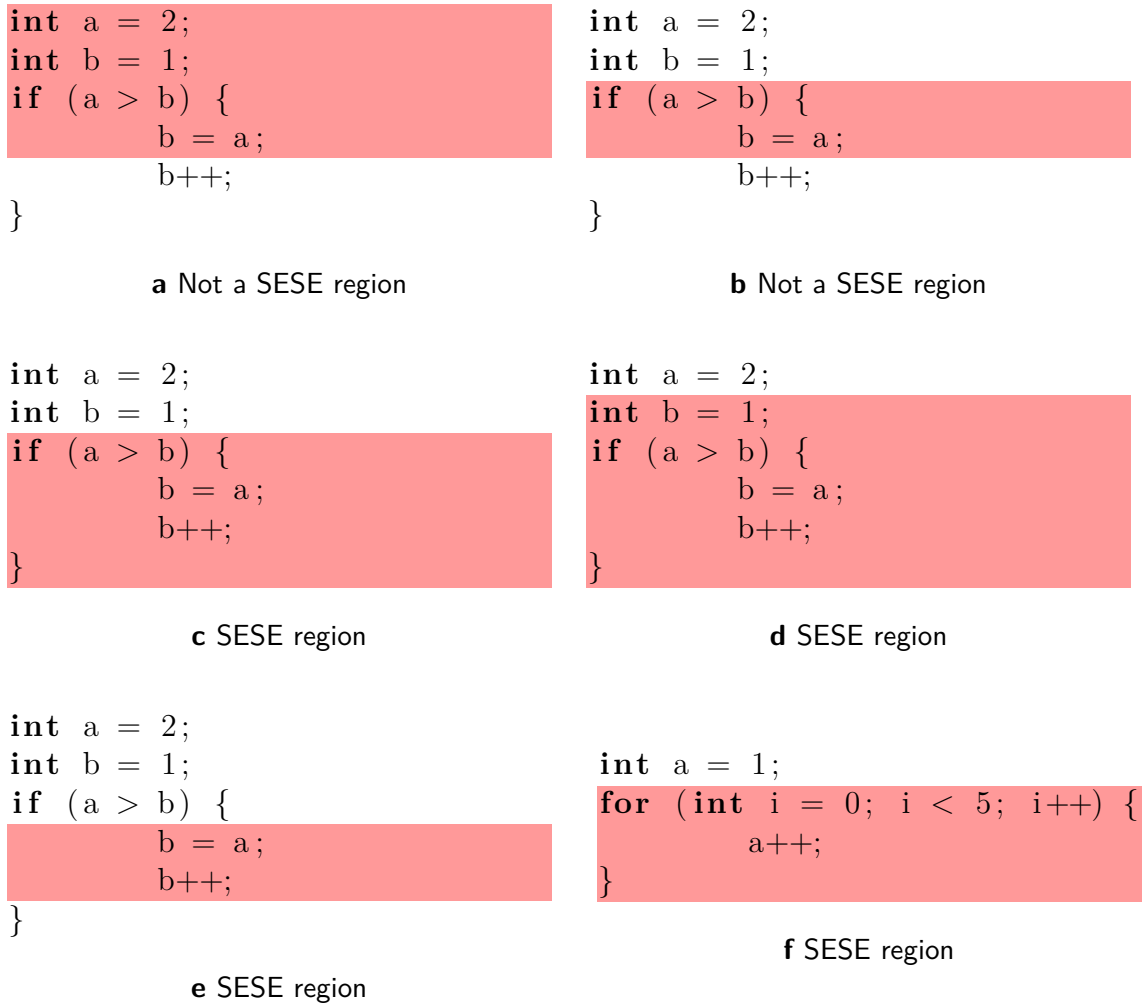 int a = 2;
int b = 1;
if (a > b) {
b = a;
b++;
}
a Not a SESE region
int a = 2;
int b = 1;
if (a > b) {
b = a;
b++;
}
b Not a SESE region
int a = 2;
int b = 1;
if (a > b) {
b = a;
b++;
}
c SESE region
int a = 2;
int b = 1;
if (a > b) {
b = a;
b++;
}
d SESE region
int a = 2;
int b = 1;
if (a > b) {
b = a;
b++;
}
e SESE region
int a = 1;
for (int i = 0; i < 5; i++) {
a++;
}
f SESE region